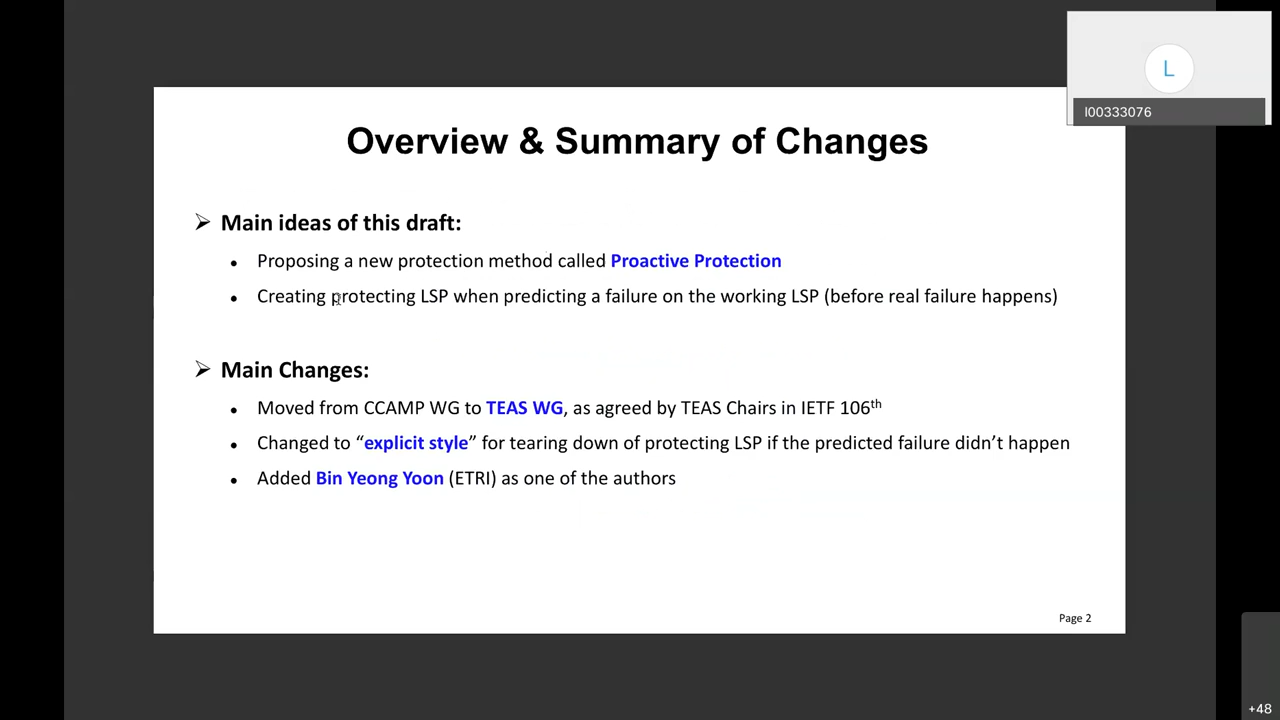 L
l00333076
Overview & Summary of Changes
➢ Main ideas of this draft:
• Proposing a new protection method called Proactive Protection
• Creating protecting LSP when predicting a failure on the working LSP (before real failure happens)
➢ Main Changes:
• Moved from CCAMP WG to TEAS WG, as agreed by TEAS Chairs in IETF 106th
• Changed to “explicit style” for tearing down of protecting LSP if the predicted failure didn’t happen
• Added Bin Yeong Yoon (ETRI) as one of the authors
Page 2
+48